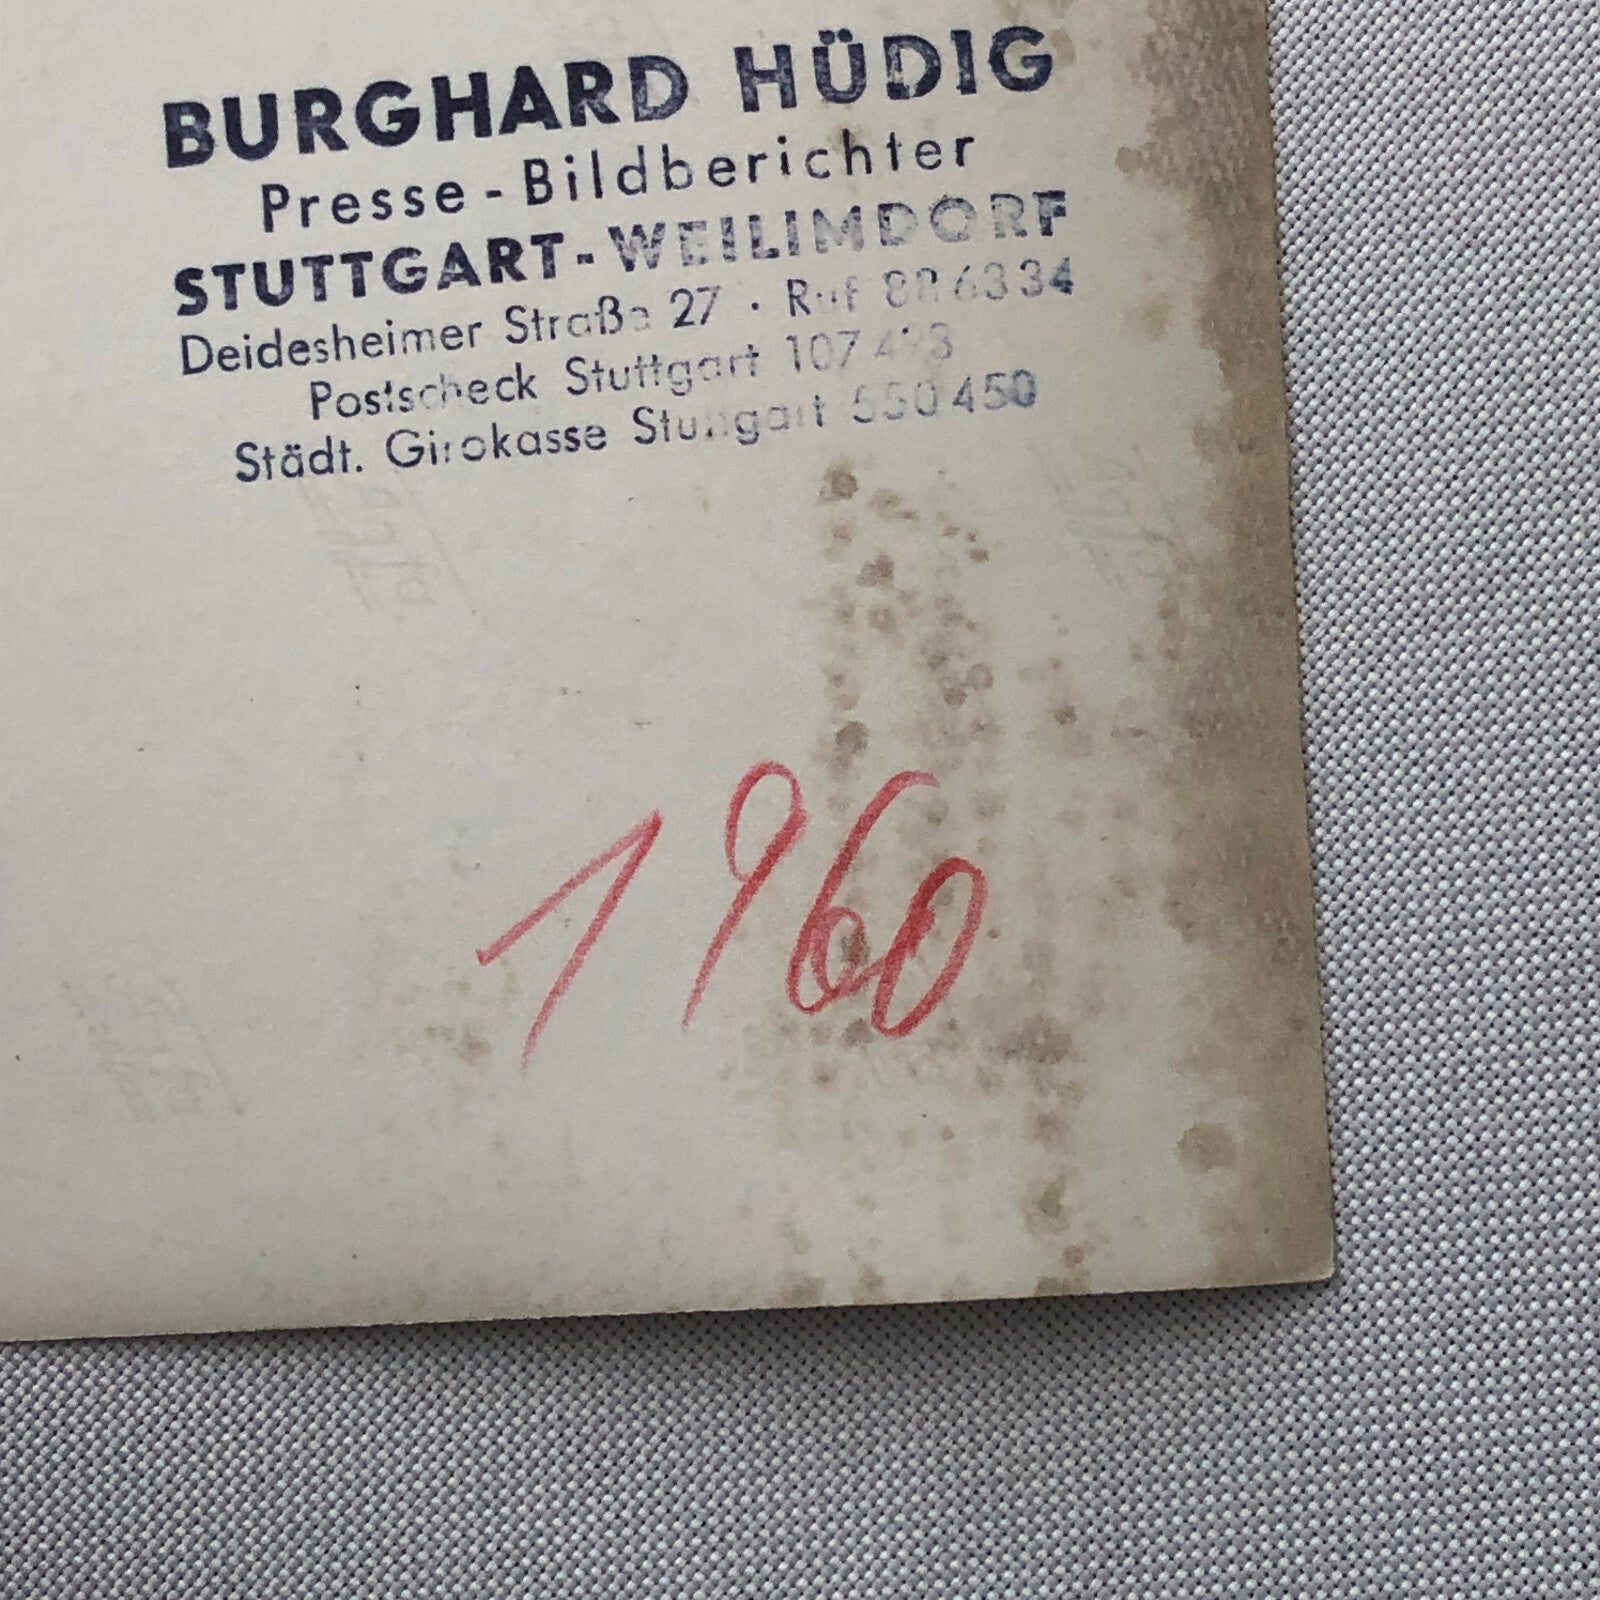 BURGHARD HÜDIG
Presse-Bildberichter
STUTTGART-WEILIMDORF
Deidesheimer Straße 27 · Ruf 886334
Postscheck Stuttgart
Städt. Girokasse Stuttgart 550450
1960